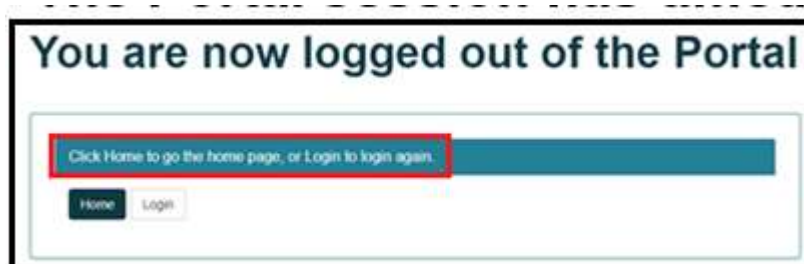 You are now logged out of the Portal
Click Home to go the home page, or Login to login again.
Home Login